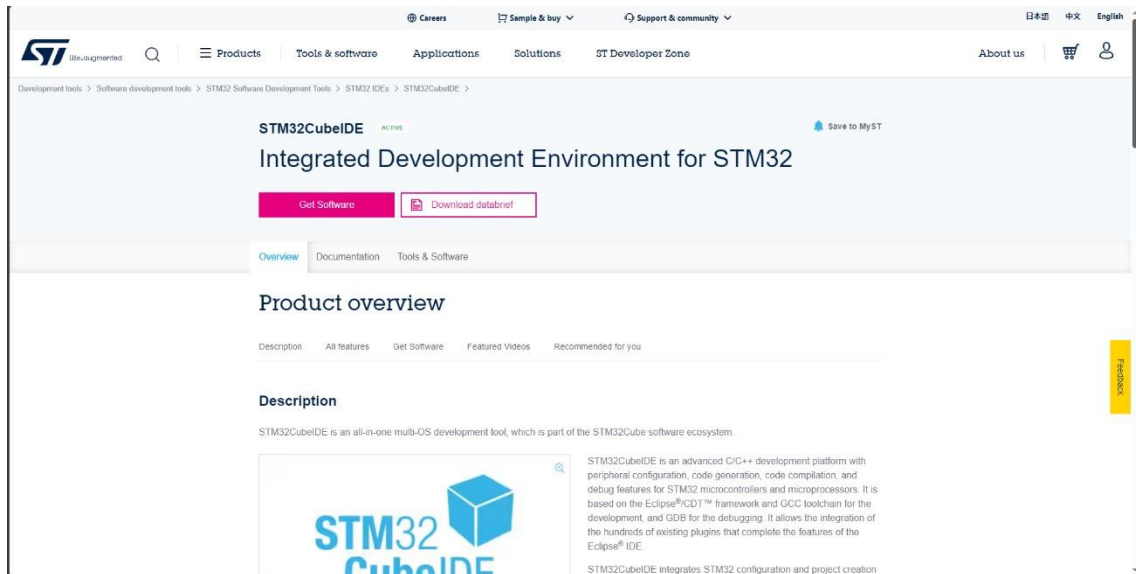 Careers
Sample & buy
Support & community
日本語
中文
English
ST life.augmented
Products
Tools & software
Applications
Solutions
ST Developer Zone
About us
Development tools > Software development tools > STM32 Software Development Tools > STM32 IDEs > STM32CubeIDE >
STM32CubeIDE
ACTIVE
Save to MyST
Integrated Development Environment for STM32
Get Software
Download databrief
Overview
Documentation
Tools & Software
Product overview
Description
All features
Get Software
Featured Videos
Recommended for you
Feedback
Description
STM32CubeIDE is an all-in-one multi-OS development tool, which is part of the STM32Cube software ecosystem.
STM32
CubeIDE
STM32CubeIDE is an advanced C/C++ development platform with
peripheral configuration, code generation, code compilation, and
debug features for STM32 microcontrollers and microprocessors. It is
based on the Eclipse®/CDT™ framework and GCC toolchain for the
development, and GDB for the debugging. It allows the integration of
the hundreds of existing plugins that complete the features of the
Eclipse® IDE.
STM32CubeIDE integrates STM32 configuration and project creation